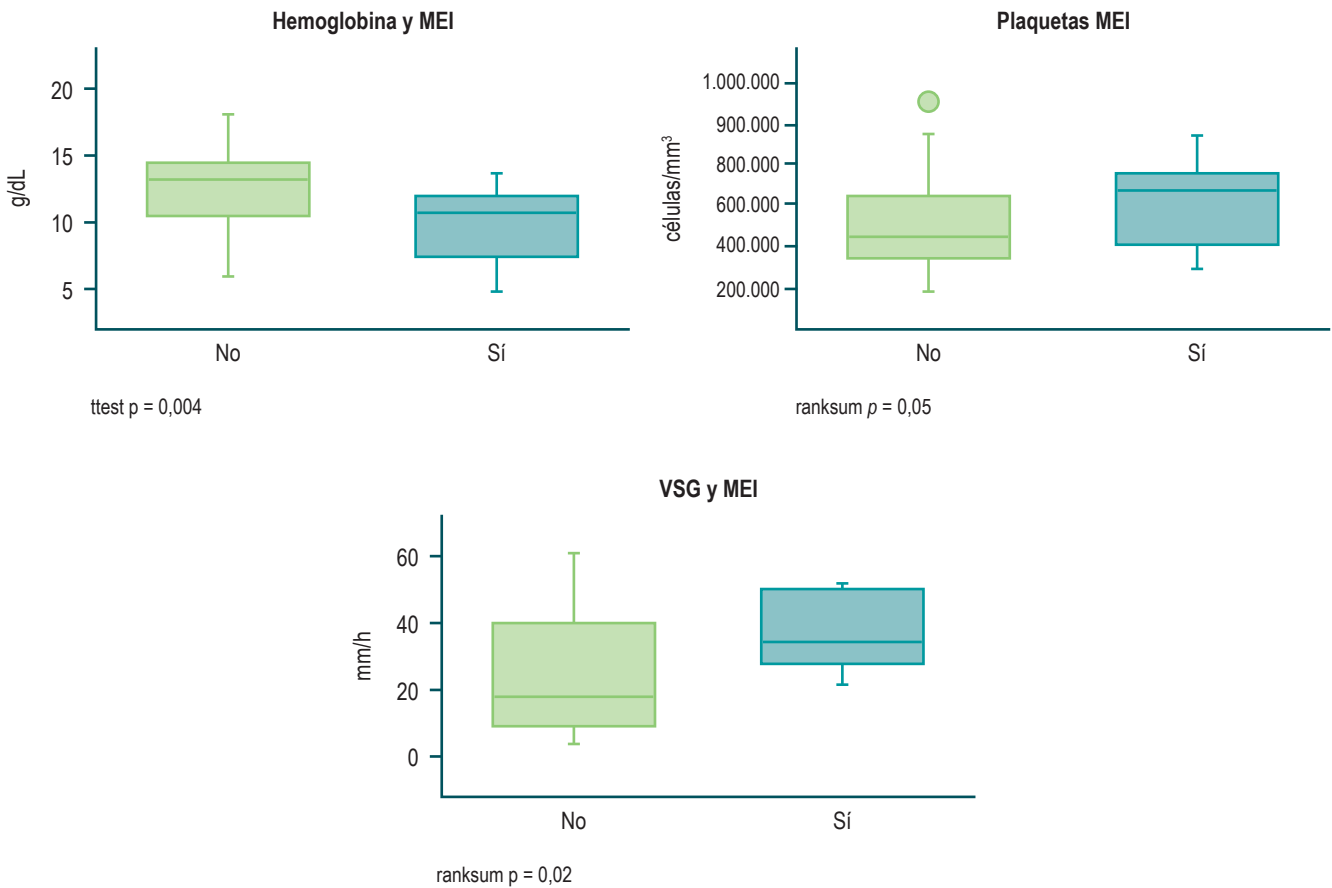 Hemoglobina y MEI
g/dL
20
15
10
5
No
Sí
ttest p = 0,004
Plaquetas MEI
células/mm³
1.000.000
900.000
800.000
600.000
400.000
200.000
No
Sí
ranksum p = 0,05
VSG y MEI
mm/h
60
40
20
0
No
Sí
ranksum p = 0,02